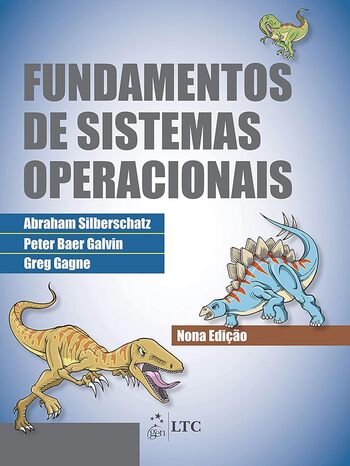 FUNDAMENTOS
DE SISTEMAS
OPERACIONAIS
Abraham Silberschatz
Peter Baer Galvin
Greg Gagne
Nona Edição
gen
LTC